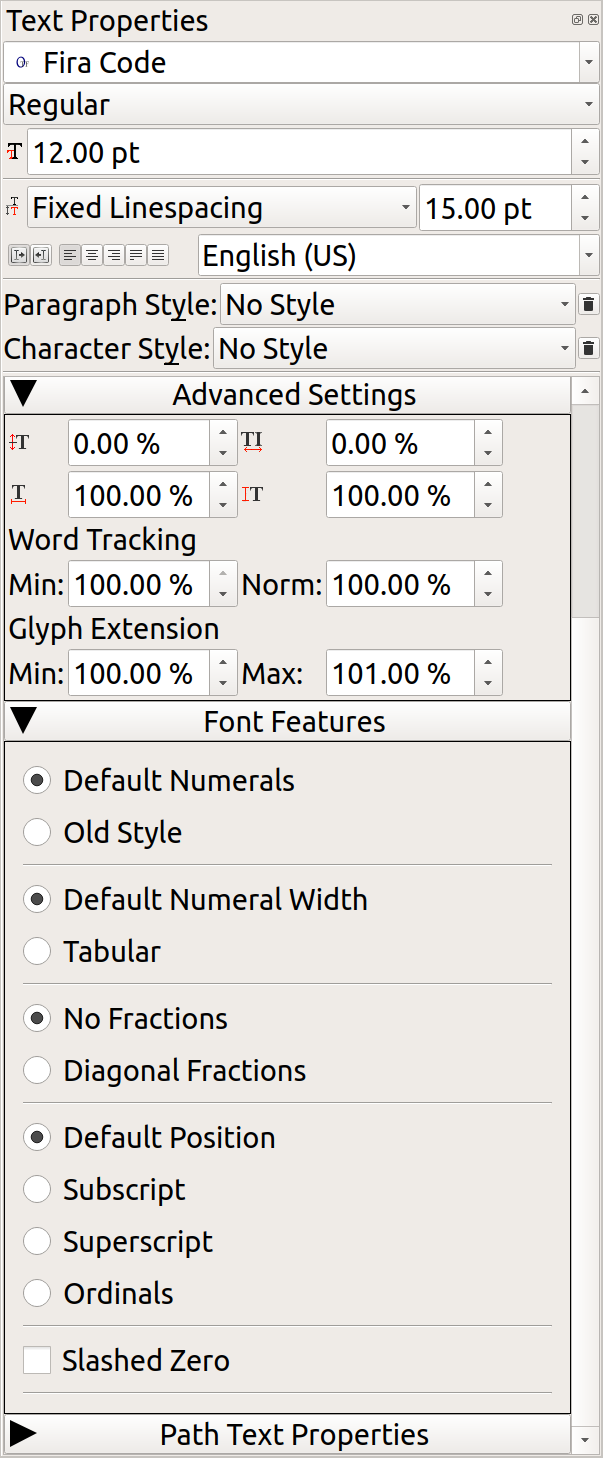 Text Properties
Fira Code
Regular
12.00 pt
Fixed Linespacing 15.00 pt
English (US)
Paragraph Style: No Style
Character Style: No Style
Advanced Settings
0.00 % 0.00 %
100.00 % 100.00 %
Word Tracking
Min: 100.00 % Norm: 100.00 %
Glyph Extension
Min: 100.00 % Max: 101.00 %
Font Features
Default Numerals
Old Style
Default Numeral Width
Tabular
No Fractions
Diagonal Fractions
Default Position
Subscript
Superscript
Ordinals
Slashed Zero
Path Text Properties